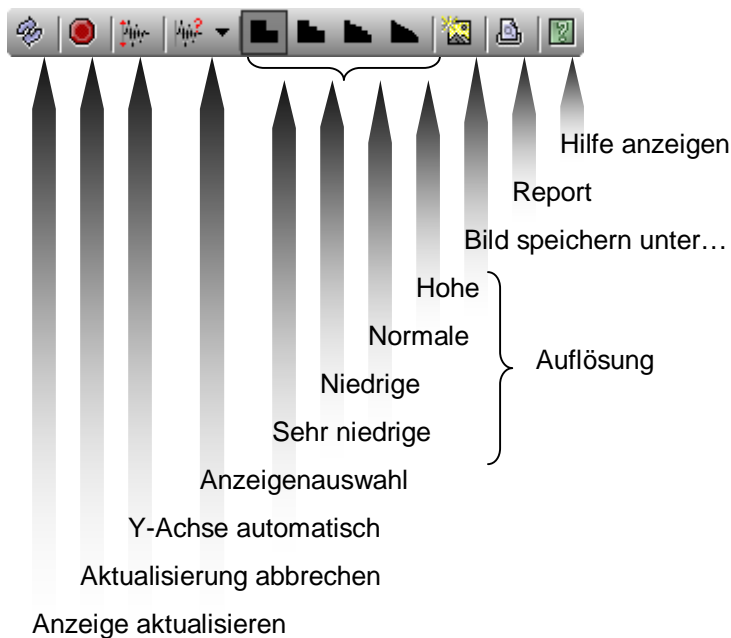 Hilfe anzeigen
Report
Bild speichern unter…
Hohe
Normale
Auflösung
Niedrige
Sehr niedrige
Anzeigenauswahl
Y-Achse automatisch
Aktualisierung abbrechen
Anzeige aktualisieren